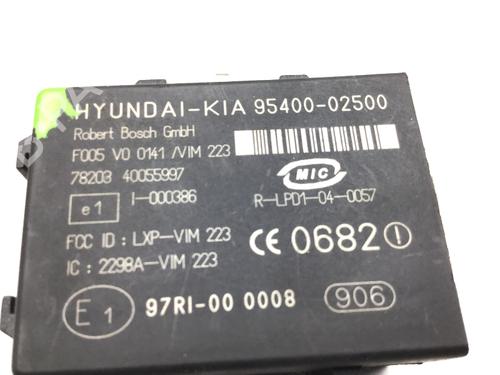 HYUNDAI-KIA 95400-02500
Robert Bosch GmbH
F005 V0 0141 /VIM 223
78203 40055997
MIC
e1 I-000386
R-LPD1-04-0057
FCC ID : LXP-VIM 223
CE 0682
IC : 2298A-VIM 223
E1 97RI-00 0008 906